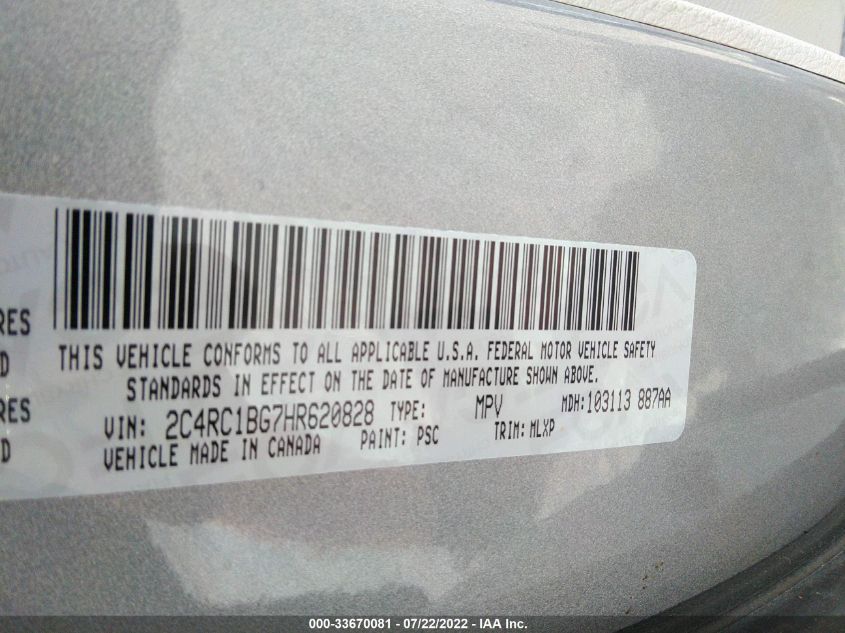 RES
D
RES
D
THIS VEHICLE CONFORMS TO ALL APPLICABLE U.S.A. FEDERAL MOTOR VEHICLE SAFETY
STANDARDS IN EFFECT ON THE DATE OF MANUFACTURE SHOWN ABOVE.
VIN: 2C4RC1BG7HR620828 TYPE: MPV MDH:103113 887AA
VEHICLE MADE IN CANADA PAINT: PSC TRIM: MLXP
000-33670081 - 07/22/2022 - IAA Inc.